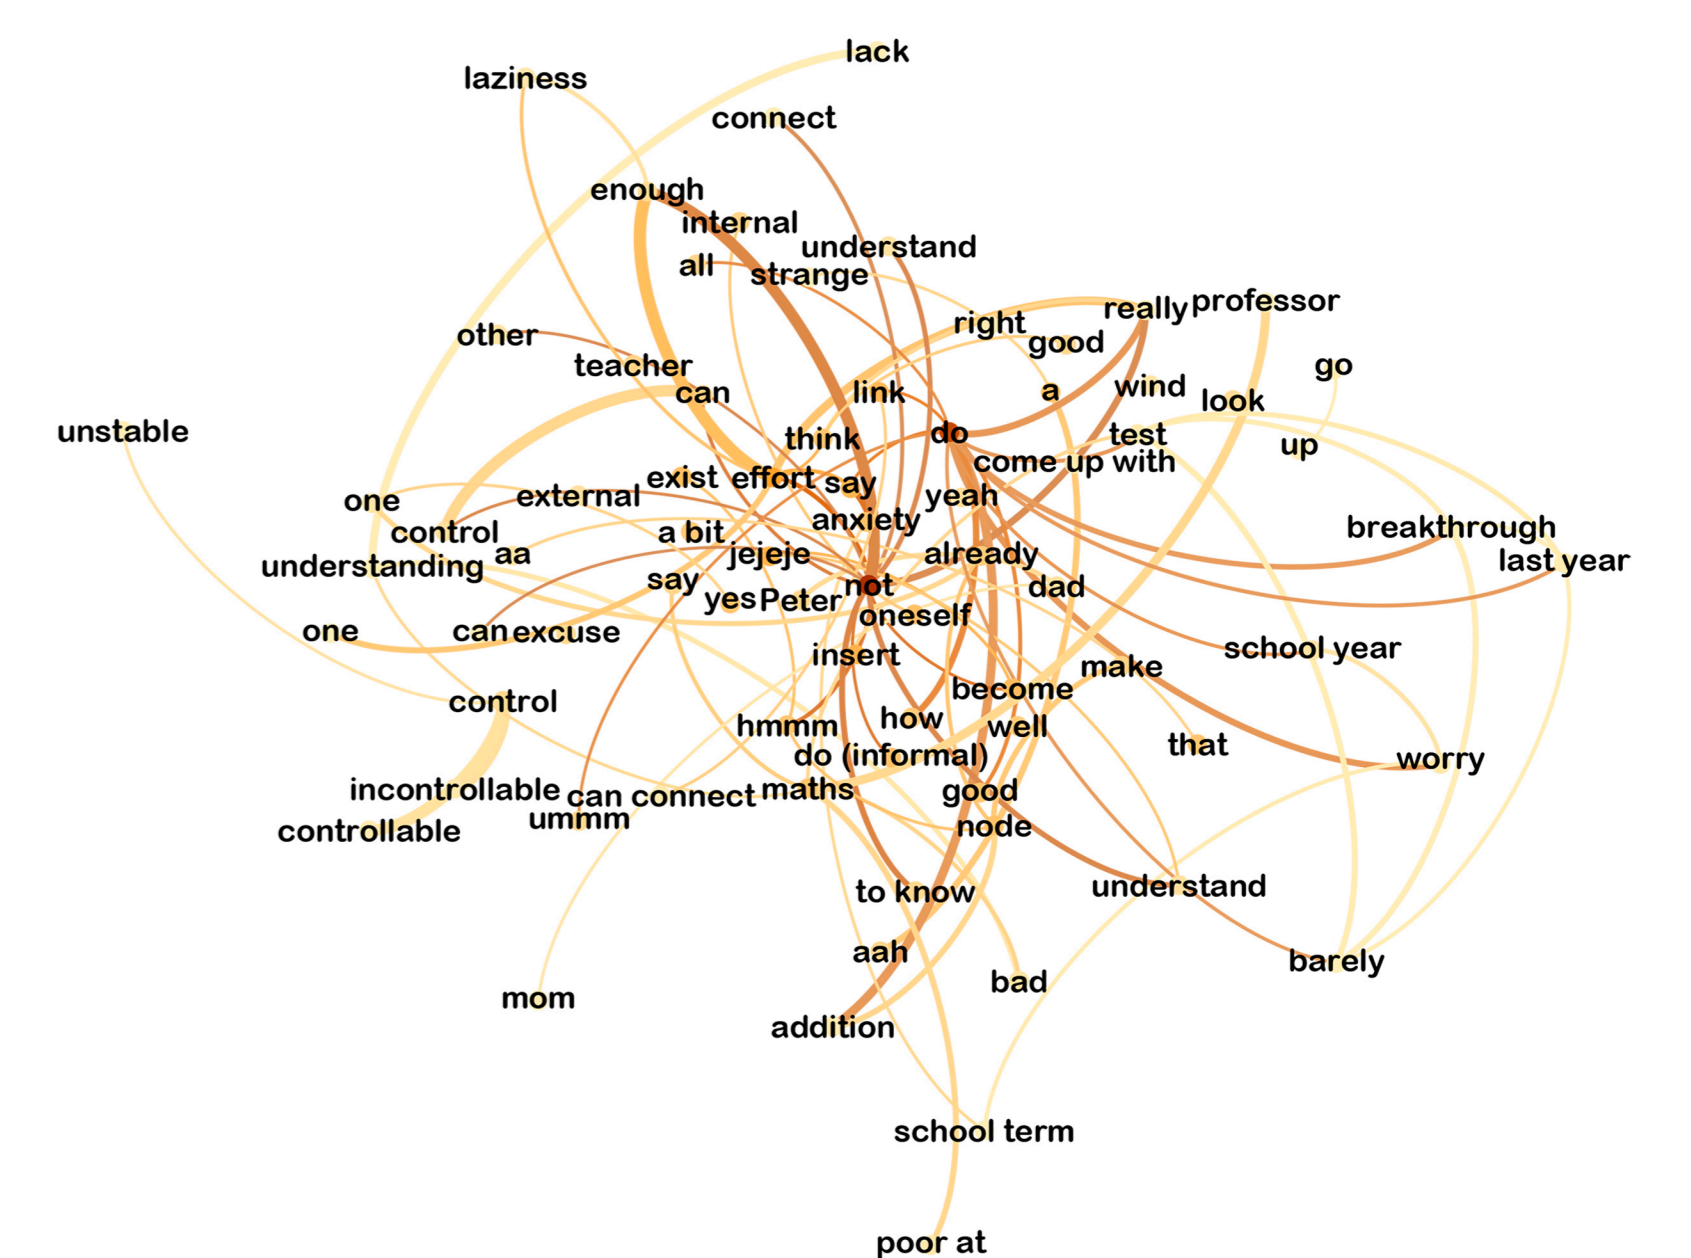 lack
laziness
connect
enough
internal
understand
all
strange
really
professor
right
good
other
teacher
go
can
link
a
wind
look
unstable
do
think
test
up
come up with
exist
effort
say
external
yeah
one
anxiety
breakthrough
control
a bit
aa
jejeje
already
last year
understanding
say
not
dad
yes
Peter
oneself
one
can
excuse
school year
insert
make
become
control
how
well
hmmm
that
do (informal)
worry
incontrollable
can connect
maths
good
ummm
node
controllable
understand
to know
aah
barely
bad
mom
addition
school term
poor at